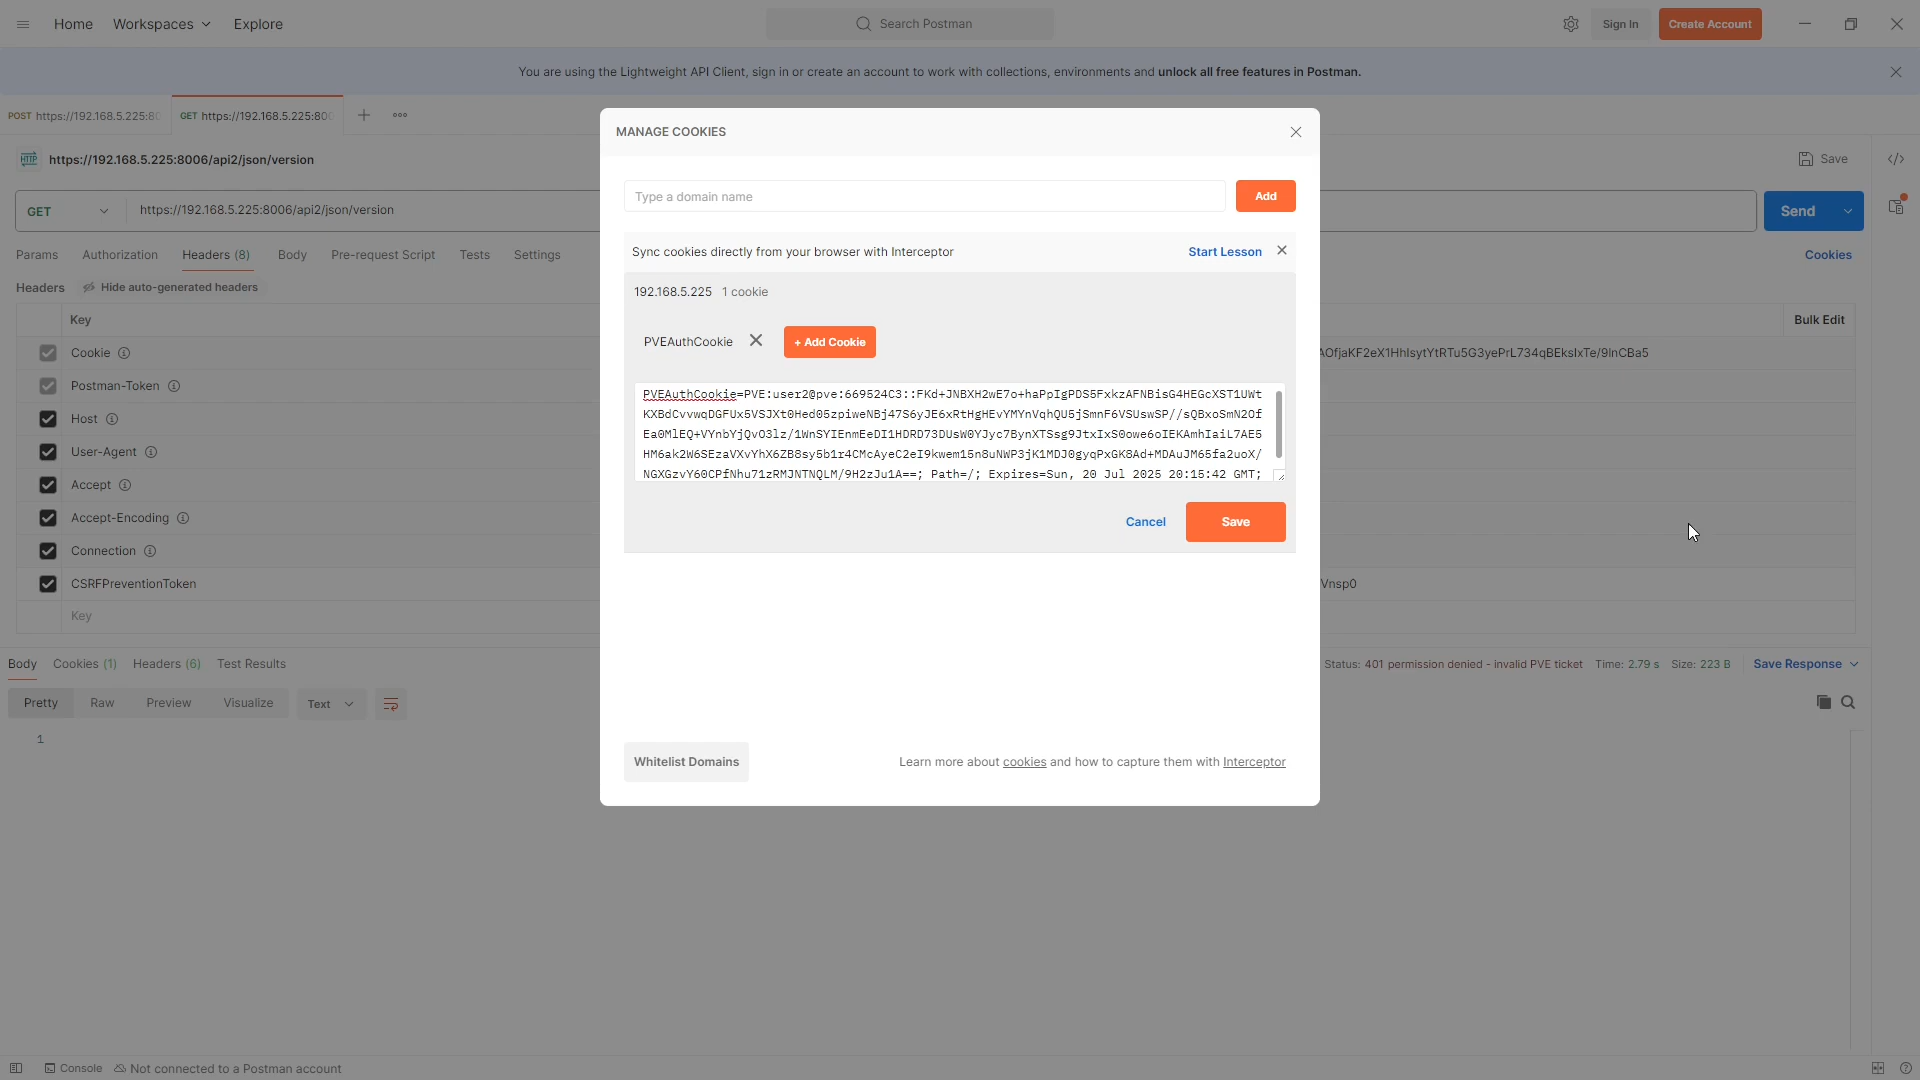 Home Workspaces Explore Search Postman Sign In Create Account
You are using the Lightweight API Client, sign in or create an account to work with collections, environments and unlock all free features in Postman.
POST https://192.168.5.225:80 GET https://192.168.5.225:800
MANAGE COOKIES
HTTP https://192.168.5.225:8006/api2/json/version Save
Type a domain name Add
GET https://192.168.5.225:8006/api2/json/version Send
Params Authorization Headers (8) Body Pre-request Script Tests Settings Cookies
Sync cookies directly from your browser with Interceptor Start Lesson
Headers Hide auto-generated headers
192.168.5.225 1 cookie
Key Bulk Edit
PVEAuthCookie + Add Cookie
Cookie AOfjaKF2eX1HhlsytYtRTu5G3yePrL734qBEkslxTe/9InCBa5
Postman-Token
PVEAuthCookie=PVE:user2@pve:669524C3::FKd+JNBXH2wE7o+haPpIgPDS5FxkzAFNBisG4HEGcXST1UWt
KXBdCvvwqDGFUx5VSJXt0Hed05zpiweNBj47S6yJE6xRtHgHEvYMYnVqhQU5jSmnF6VSUswSP//sQBxoSmN2Of
Ea0MlEQ+VYnbYjQvO3lz/1WnSYIEnmEeDI1HDRD73DUsW0YJyc7BynXTSsg9JtxIxS0owe6oIEKAmhIaiL7AE5
HM6ak2W6SEzaVXvYhX6ZB8sy5b1r4CMcAyeC2eI9kwem15n8uNWP3jK1MDJ0gyqPxGK8Ad+MDAuJM65fa2uoX/
NGXGzvY60CPfNhu71zRMJNTNQLM/9H2zJu1A==; Path=/; Expires=Sun, 20 Jul 2025 20:15:42 GMT;
Host
User-Agent
Accept
Accept-Encoding
Cancel Save
Connection
CSRFPreventionToken Vnsp0
Key
Body Cookies (1) Headers (6) Test Results Status: 401 permission denied - invalid PVE ticket Time: 2.79 s Size: 223 B Save Response
Pretty Raw Preview Visualize Text
1
Whitelist Domains Learn more about cookies and how to capture them with Interceptor
Console Not connected to a Postman account